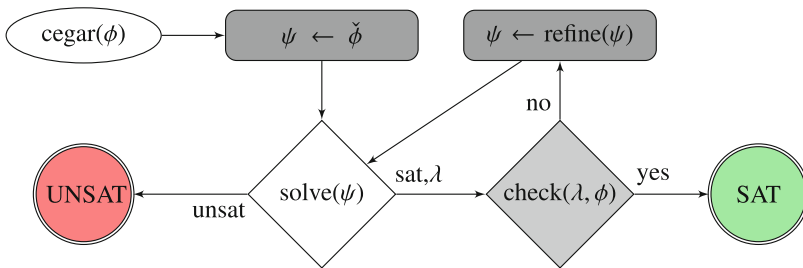 cegar(ϕ)
ψ ← ϕ̌
ψ ← refine(ψ)
no
UNSAT
unsat
solve(ψ)
sat,λ
check(λ, ϕ)
yes
SAT